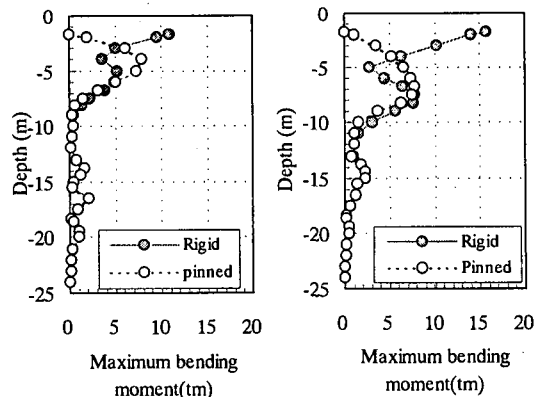 0
-5
-10
-15
-20
-25
Depth (m)
Rigid
pinned
0 5 10 15 20
Maximum bending
moment(tm)
0
-5
-10
-15
-20
-25
Depth (m)
Rigid
Pinned
0 5 10 15 20
Maximum bending
moment(tm)